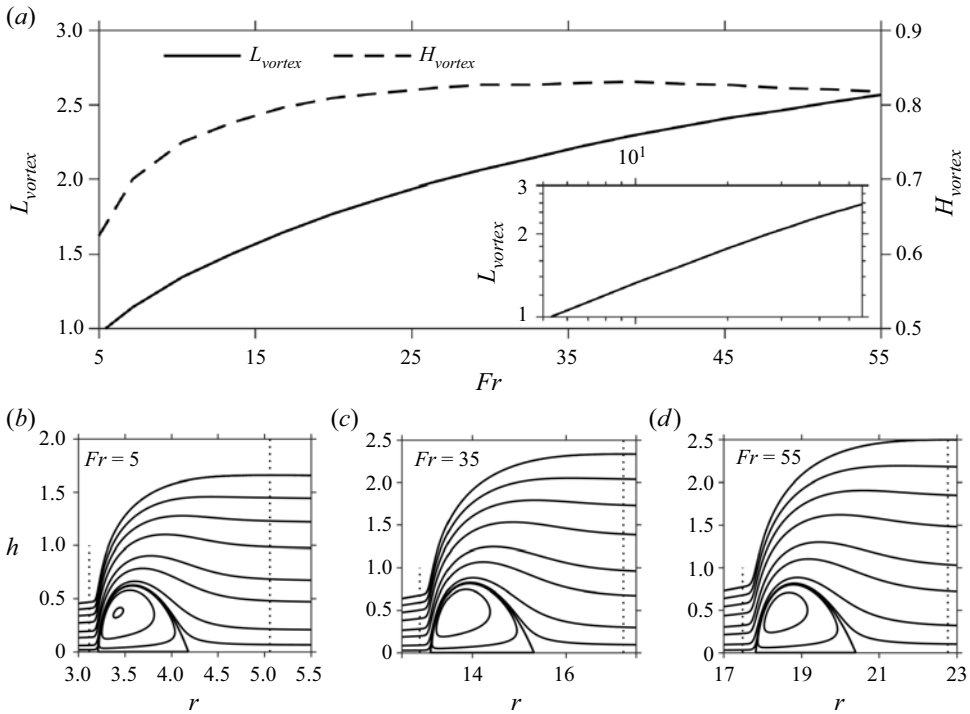 (a)
3.0
2.5
2.0
1.5
1.0
L_vortex
L_vortex
H_vortex
0.9
0.8
0.7
0.6
0.5
H_vortex
10¹
3
2
1
L_vortex
5
15
25
35
45
55
Fr
(b)
2.0
1.5
1.0
0.5
0
h
Fr = 5
3.0
3.5
4.0
4.5
5.0
5.5
r
(c)
2.5
2.0
1.5
1.0
0.5
0
Fr = 35
14
16
r
(d)
2.5
2.0
1.5
1.0
0.5
0
Fr = 55
17
19
21
23
r